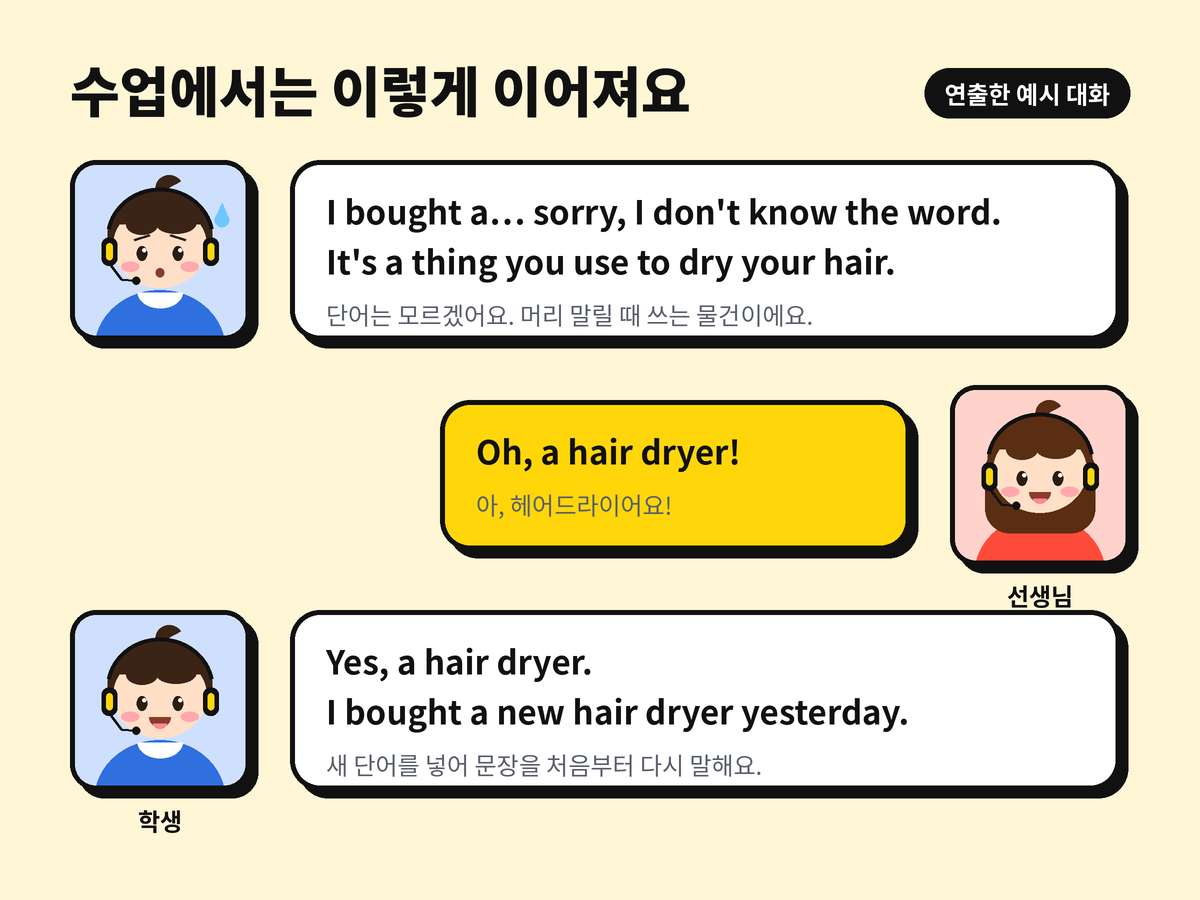 수업에서는 이렇게 이어져요
연출한 예시 대화
I bought a… sorry, I don't know the word.
It's a thing you use to dry your hair.
단어는 모르겠어요. 머리 말릴 때 쓰는 물건이에요.
Oh, a hair dryer!
아, 헤어드라이어요!
선생님
Yes, a hair dryer.
I bought a new hair dryer yesterday.
새 단어를 넣어 문장을 처음부터 다시 말해요.
학생